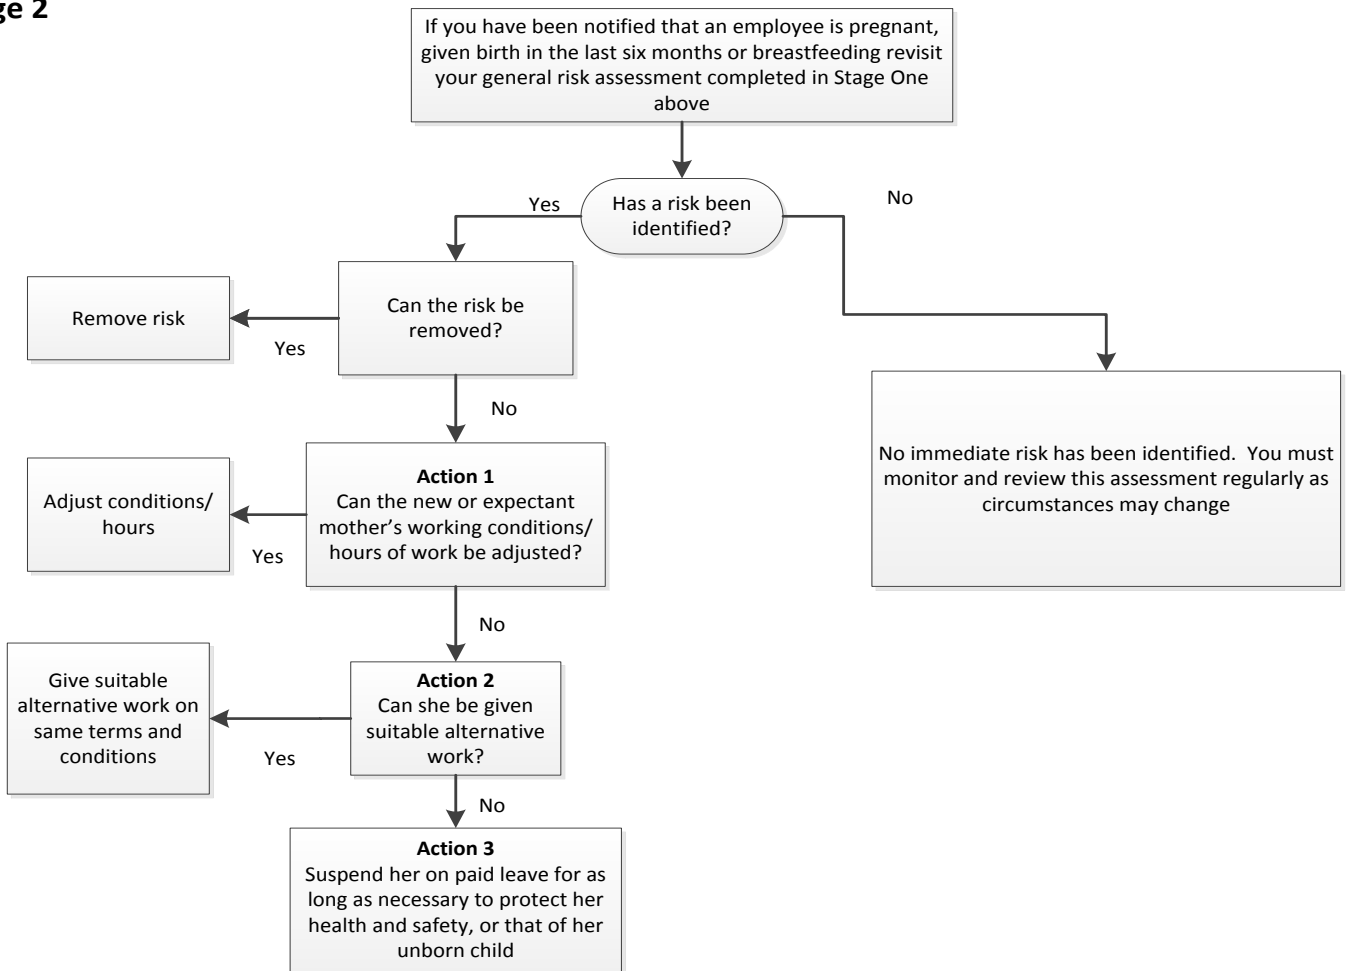 ge 2
If you have been notified that an employee is pregnant,
given birth in the last six months or breastfeeding revisit
your general risk assessment completed in Stage One
above
Has a risk been
identified?
Yes
No
Can the risk be
removed?
Remove risk
Yes
No
Action 1
Can the new or expectant
mother’s working conditions/
hours of work be adjusted?
Adjust conditions/
hours
Yes
No immediate risk has been identified.  You must
monitor and review this assessment regularly as
circumstances may change
No
Action 2
Can she be given
suitable alternative
work?
Give suitable
alternative work on
same terms and
conditions
Yes
No
Action 3
Suspend her on paid leave for as
long as necessary to protect her
health and safety, or that of her
unborn child